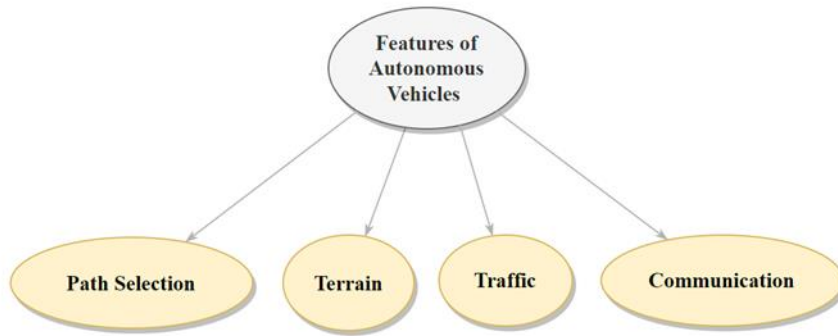 Features of
Autonomous
Vehicles
Path Selection
Terrain
Traffic
Communication